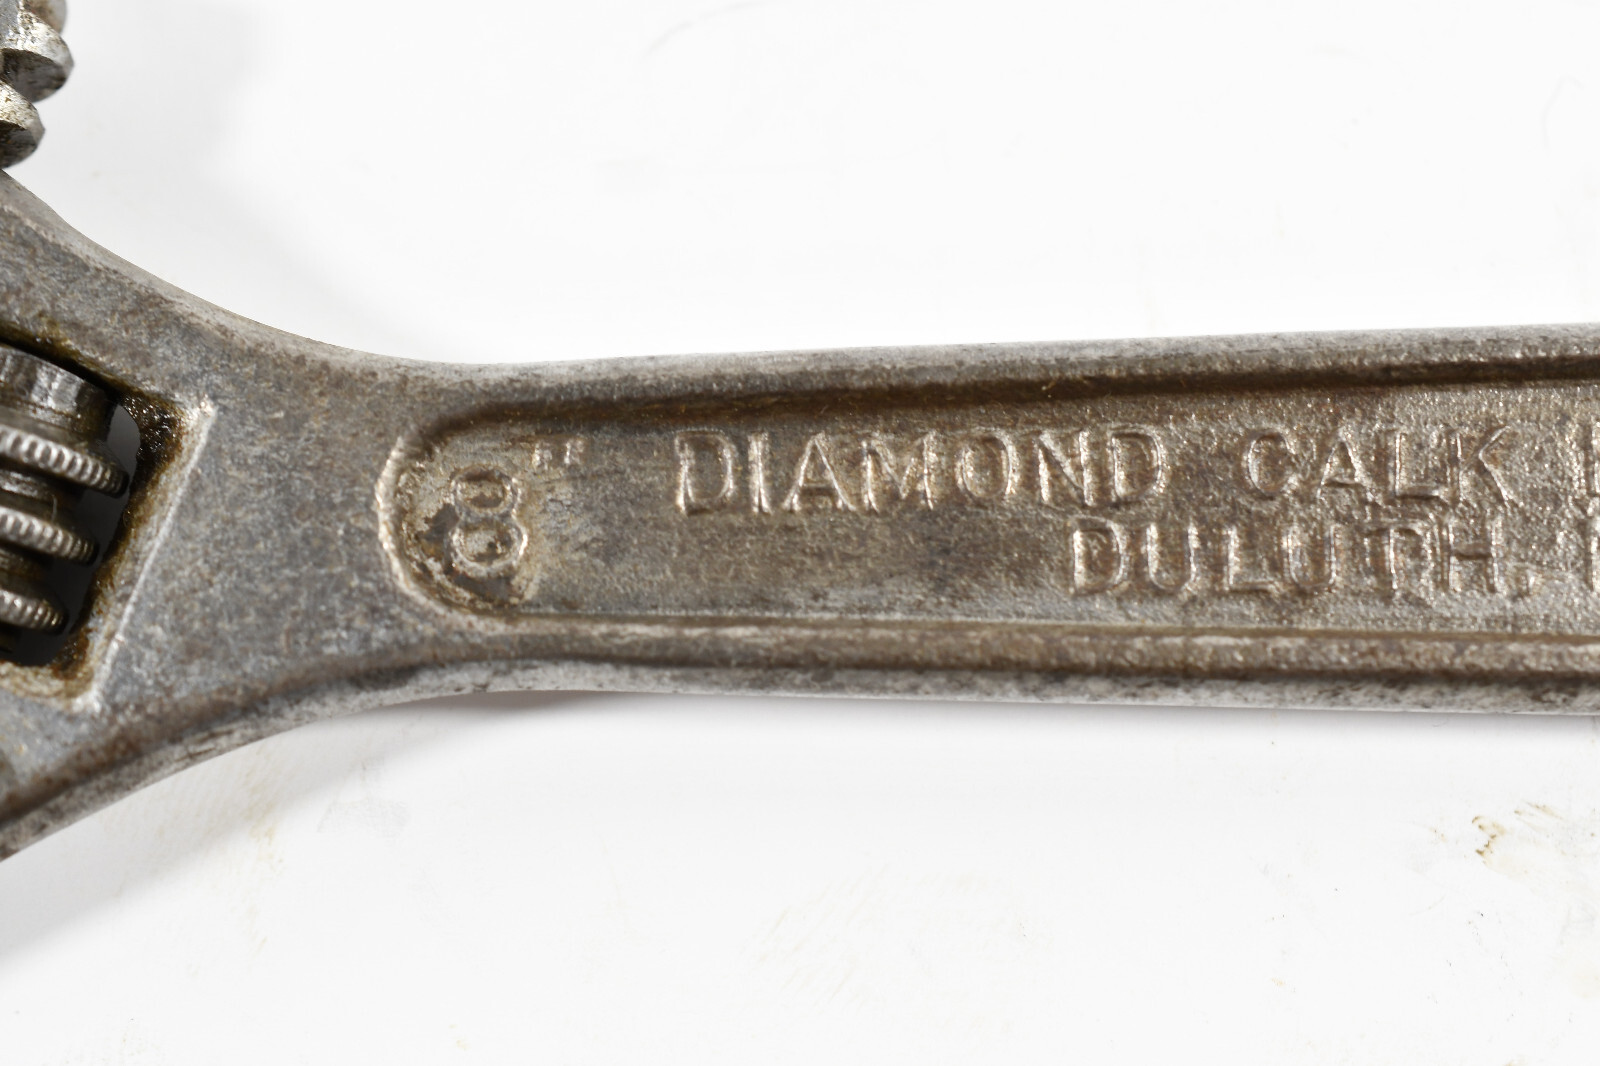 8" DIAMOND CALK
DULUTH,